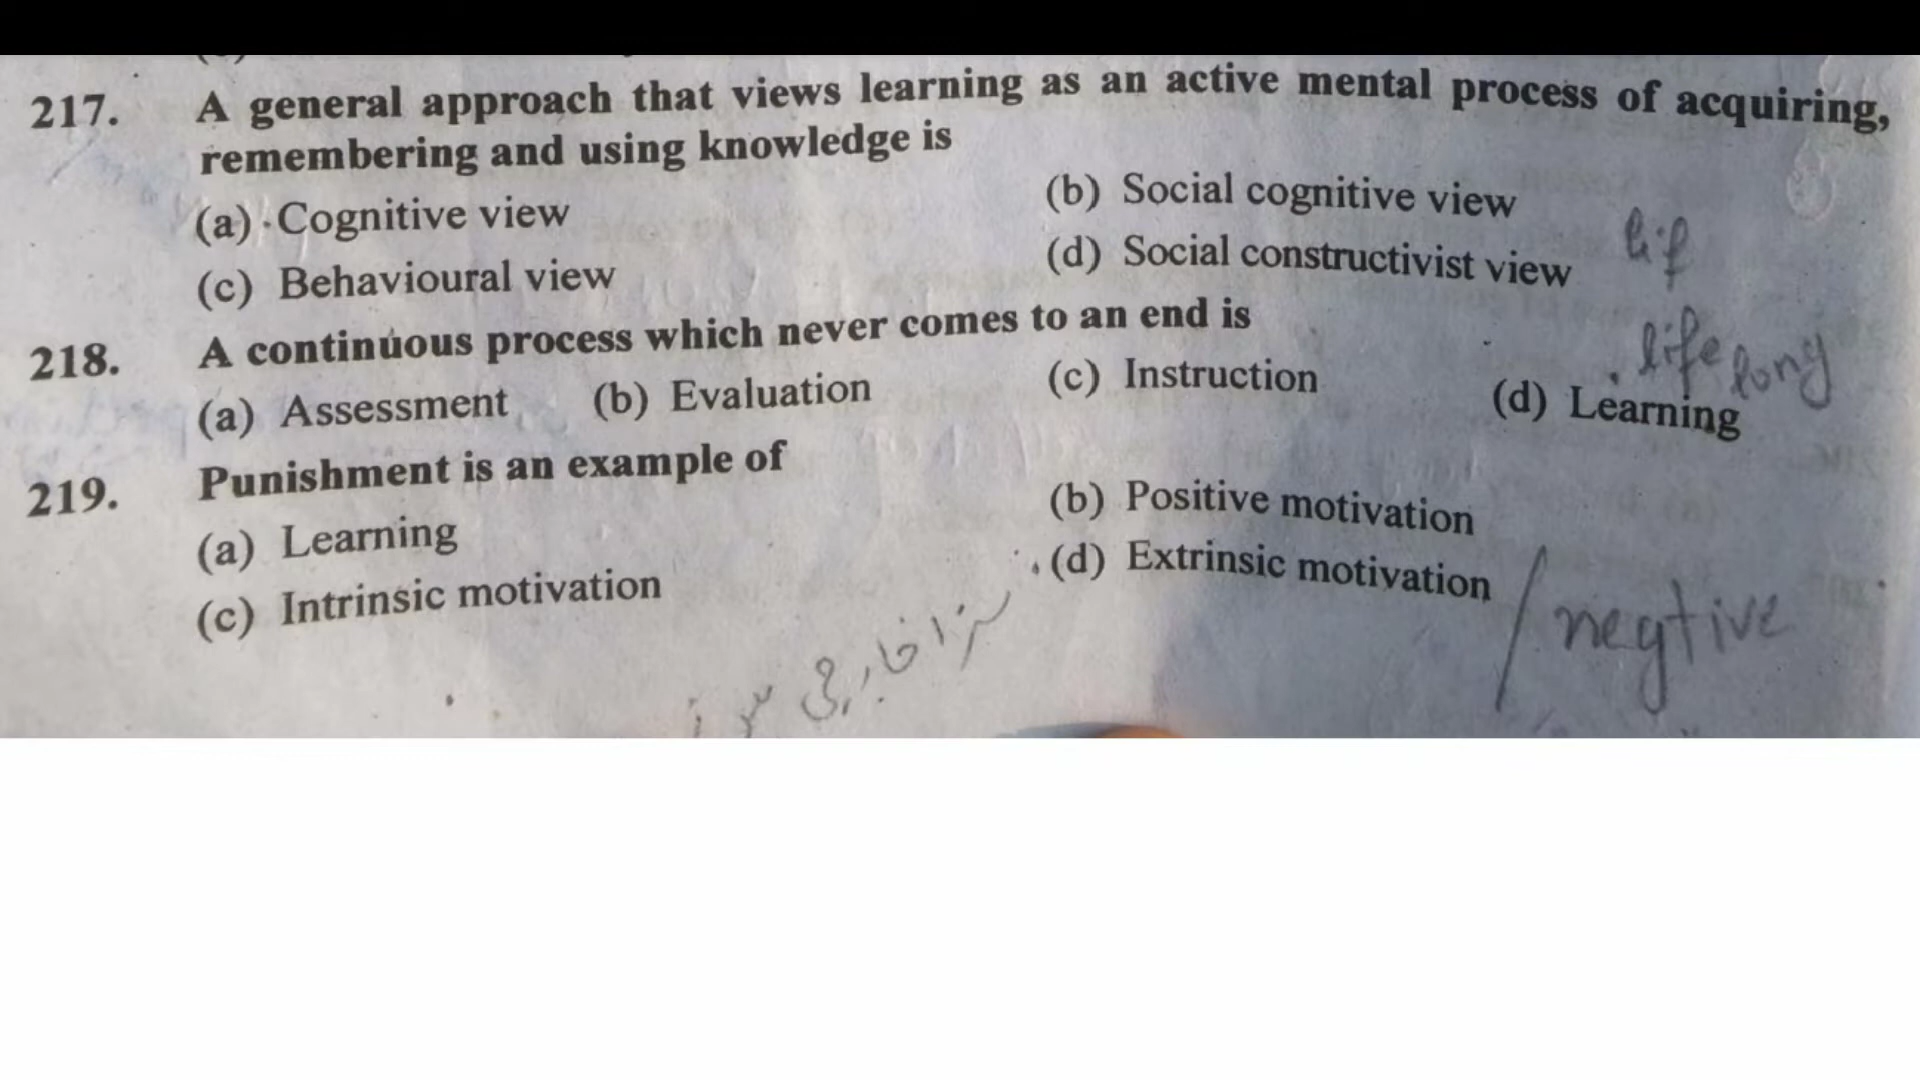 217. A general approach that views learning as an active mental process of acquiring,
remembering and using knowledge is
(a) Cognitive view (b) Social cognitive view
(c) Behavioural view (d) Social constructivist view
lif
218. A continuous process which never comes to an end is
life long
(a) Assessment (b) Evaluation (c) Instruction (d) Learning
219. Punishment is an example of
(a) Learning (b) Positive motivation
(c) Intrinsic motivation (d) Extrinsic motivation
/ negtive
سزا خارجی